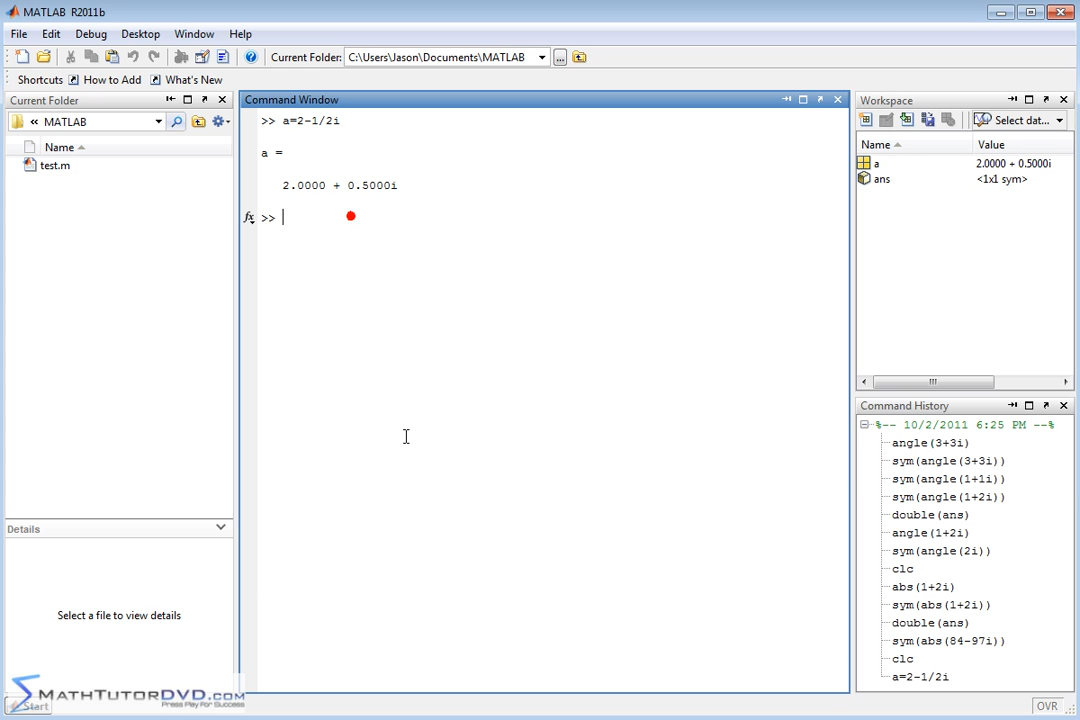 MATLAB R2011b
File Edit Debug Desktop Window Help
Current Folder: C:\Users\Jason\Documents\MATLAB ...
Shortcuts How to Add What's New
Current Folder
« MATLAB
Name
test.m
Details
Select a file to view details
MATHTUTORDVD.COM
Press Play For Success
Start
Command Window
>> a=2-1/2i
a =
2.0000 + 0.5000i
fx >>
Workspace
Select dat...
Name Value
a 2.0000 + 0.5000i
ans <1x1 sym>
Command History
%-- 10/2/2011 6:25 PM --%
angle(3+3i)
sym(angle(3+3i))
sym(angle(1+1i))
sym(angle(1+2i))
double(ans)
angle(1+2i)
sym(angle(2i))
clc
abs(1+2i)
sym(abs(1+2i))
double(ans)
sym(abs(84-97i))
clc
a=2-1/2i
OVR